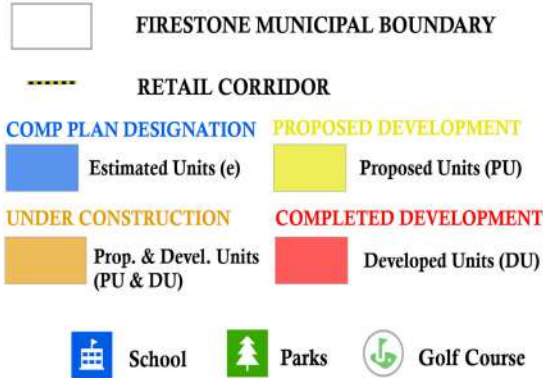 FIRESTONE MUNICIPAL BOUNDARY
RETAIL CORRIDOR
COMP PLAN DESIGNATION
Estimated Units (e)
PROPOSED DEVELOPMENT
Proposed Units (PU)
UNDER CONSTRUCTION
Prop. & Devel. Units
(PU & DU)
COMPLETED DEVELOPMENT
Developed Units (DU)
School
Parks
Golf Course